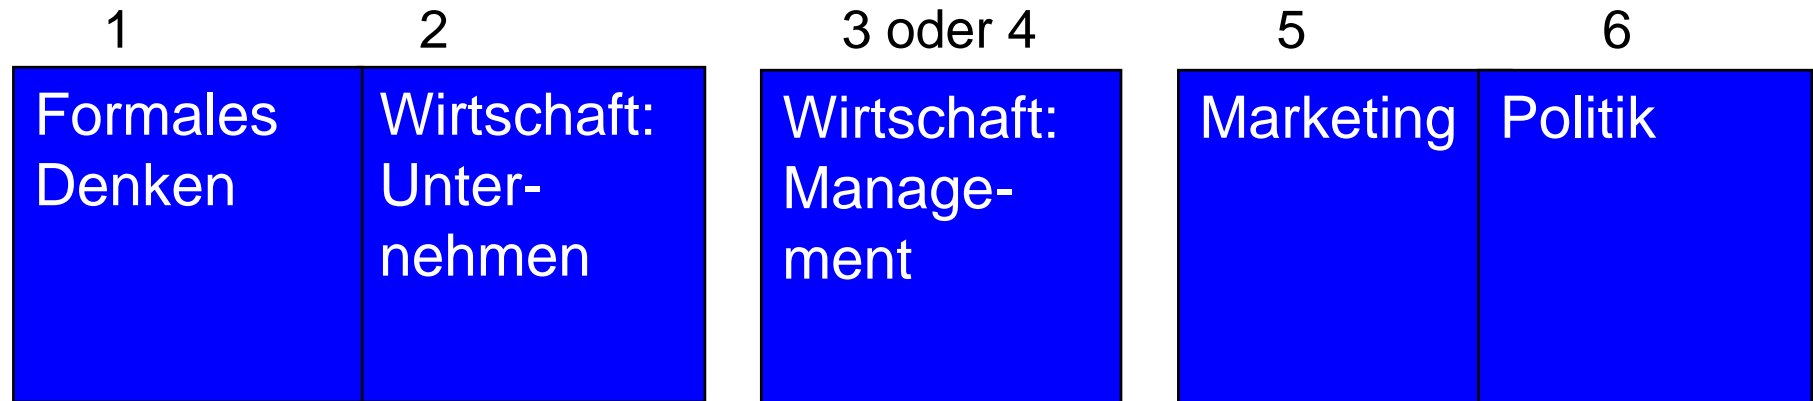 1 2 3 oder 4 5 6
Formales
Denken
Wirtschaft:
Unter-
nehmen
Wirtschaft:
Manage-
ment
Marketing
Politik